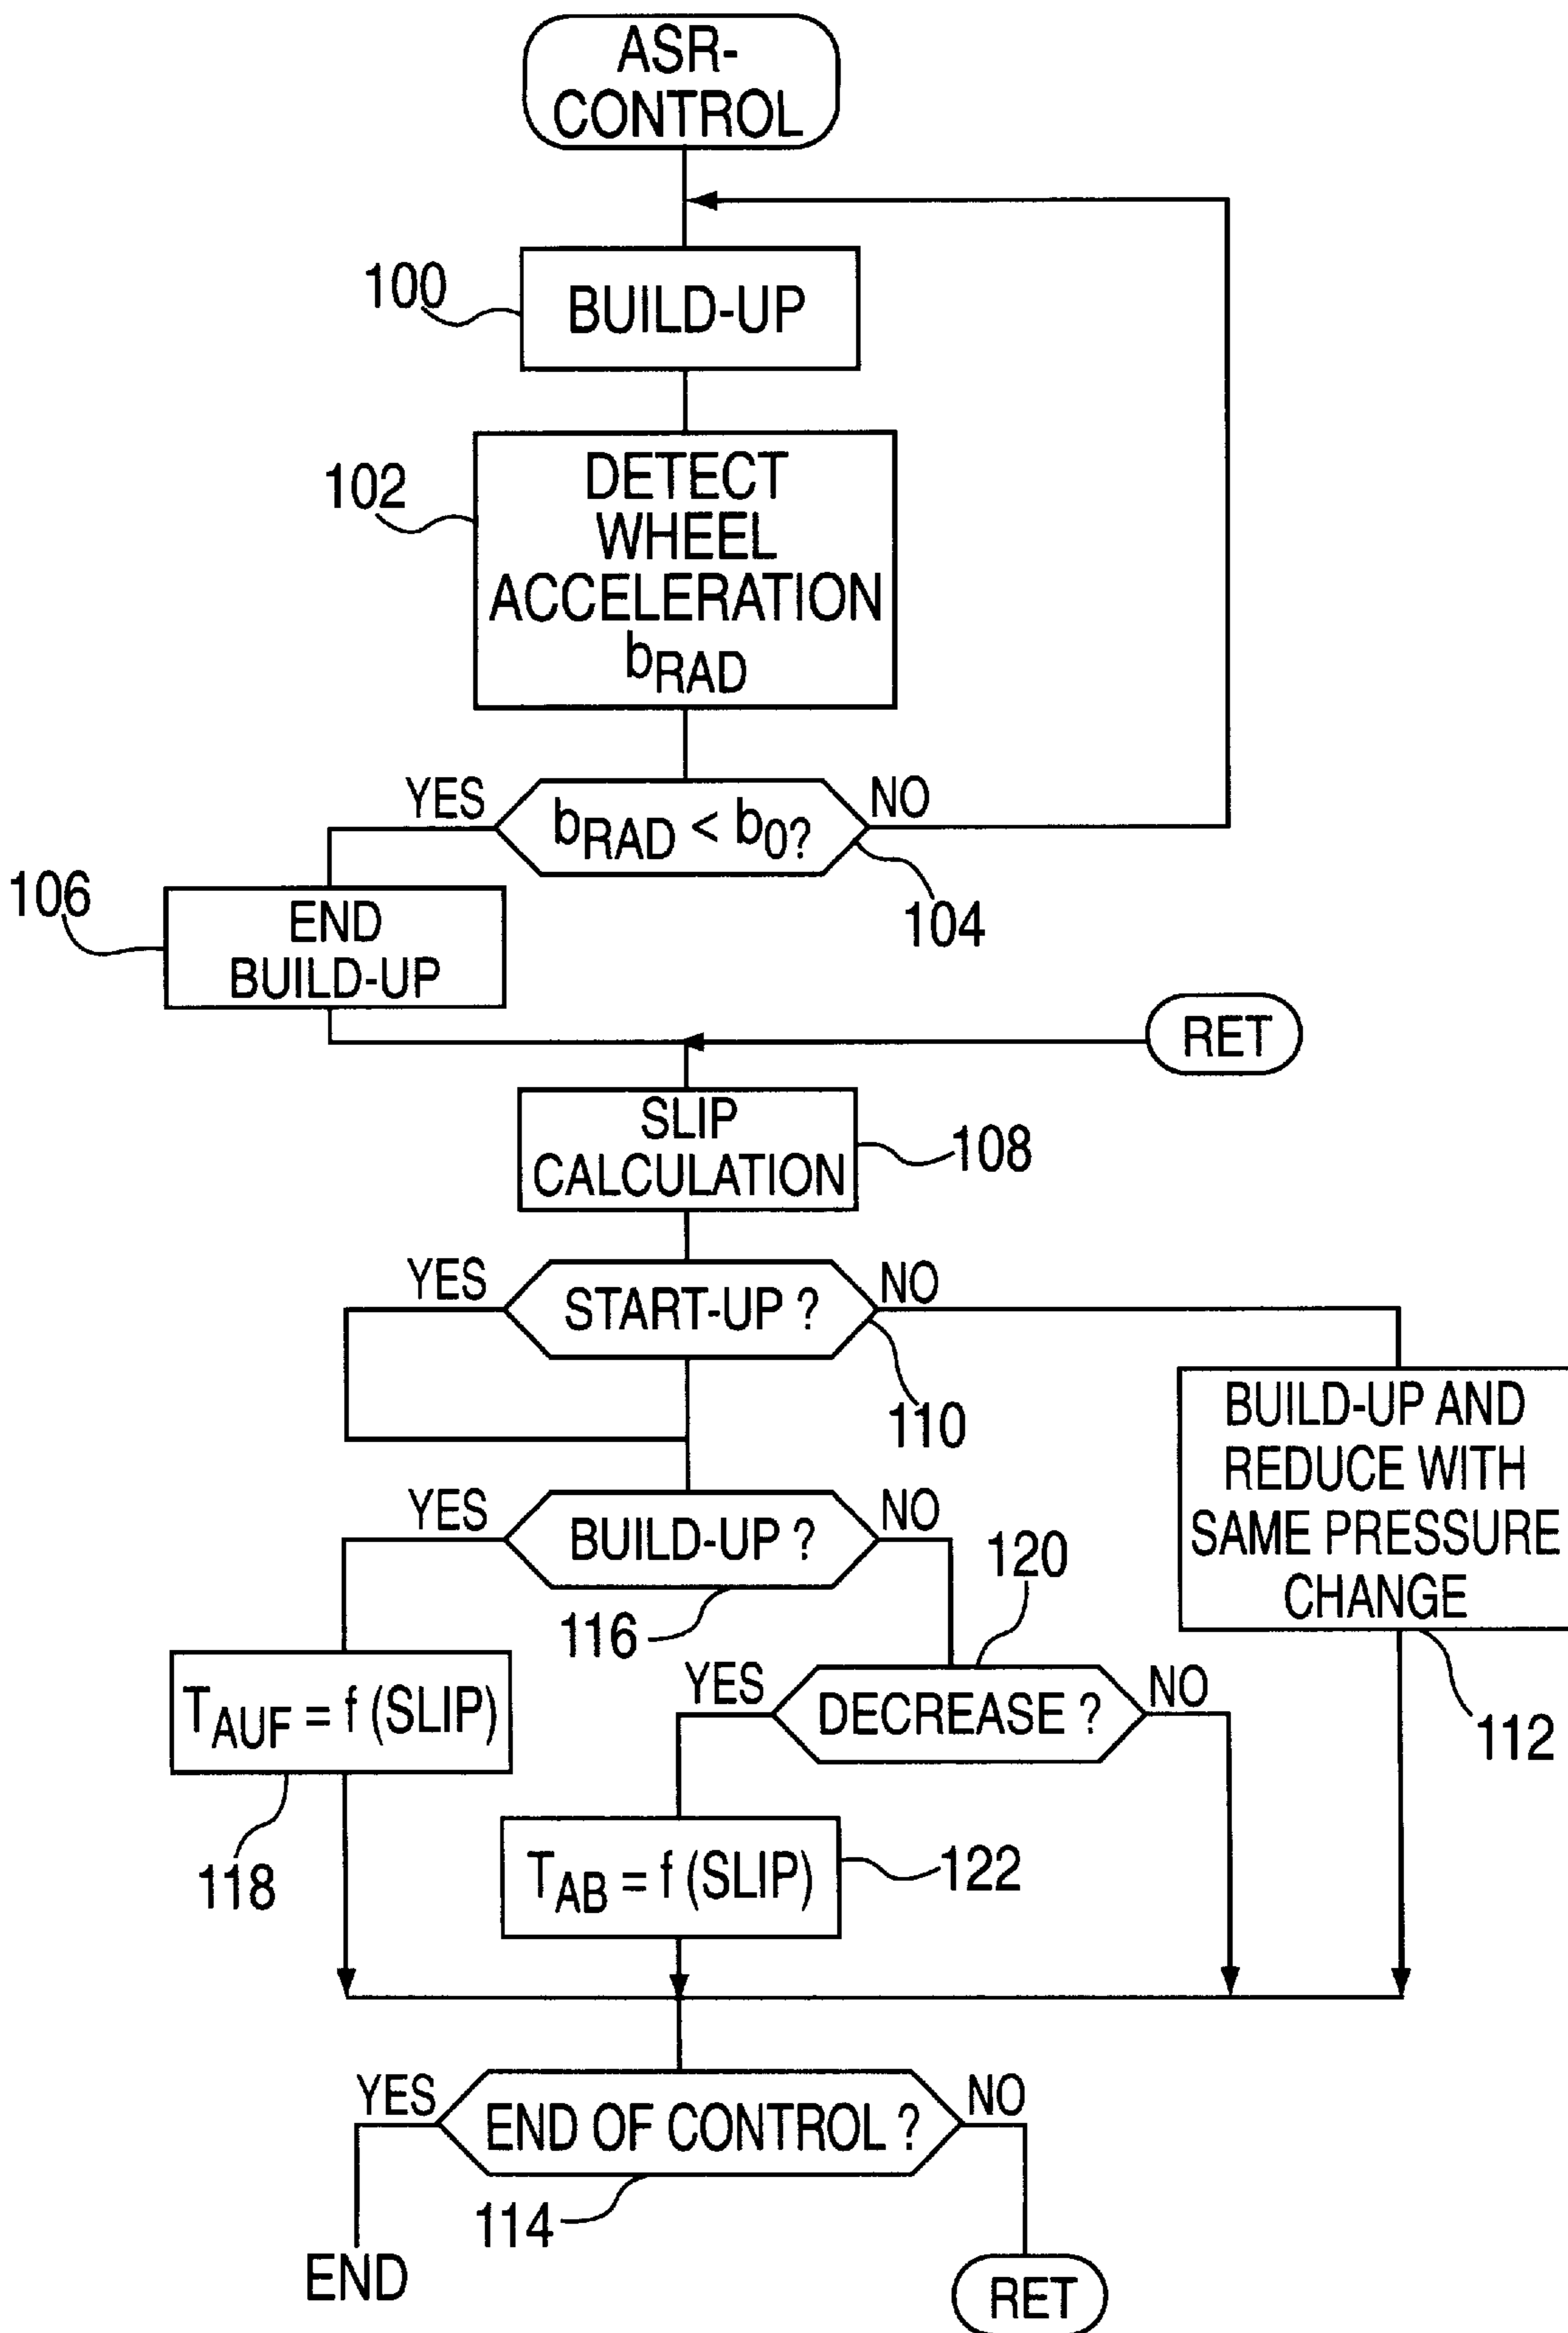 ASR-
CONTROL
100
BUILD-UP
102
DETECT
WHEEL
ACCELERATION
bRAD
YES
bRAD < b0?
NO
104
106
END
BUILD-UP
RET
SLIP
CALCULATION
108
YES
START-UP ?
NO
110
BUILD-UP AND
REDUCE WITH
SAME PRESSURE
CHANGE
112
YES
BUILD-UP ?
NO
116
120
TAUF = f (SLIP)
118
YES
DECREASE ?
NO
TAB = f (SLIP)
122
YES
END OF CONTROL ?
NO
114
END
RET